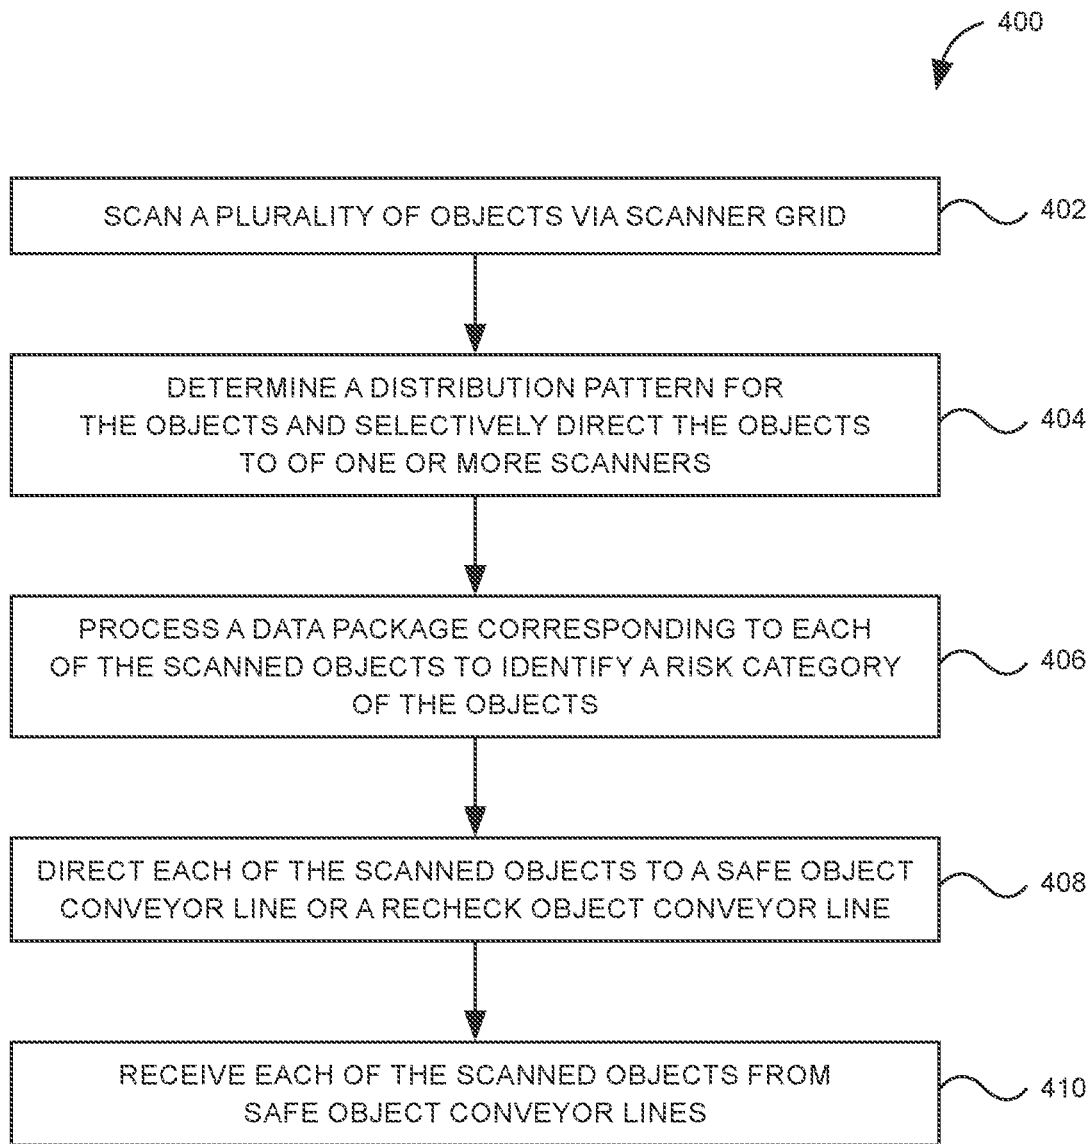 400
SCAN A PLURALITY OF OBJECTS VIA SCANNER GRID
402
DETERMINE A DISTRIBUTION PATTERN FOR
THE OBJECTS AND SELECTIVELY DIRECT THE OBJECTS
TO OF ONE OR MORE SCANNERS
404
PROCESS A DATA PACKAGE CORRESPONDING TO EACH
OF THE SCANNED OBJECTS TO IDENTIFY A RISK CATEGORY
OF THE OBJECTS
406
DIRECT EACH OF THE SCANNED OBJECTS TO A SAFE OBJECT
CONVEYOR LINE OR A RECHECK OBJECT CONVEYOR LINE
408
RECEIVE EACH OF THE SCANNED OBJECTS FROM
SAFE OBJECT CONVEYOR LINES
410